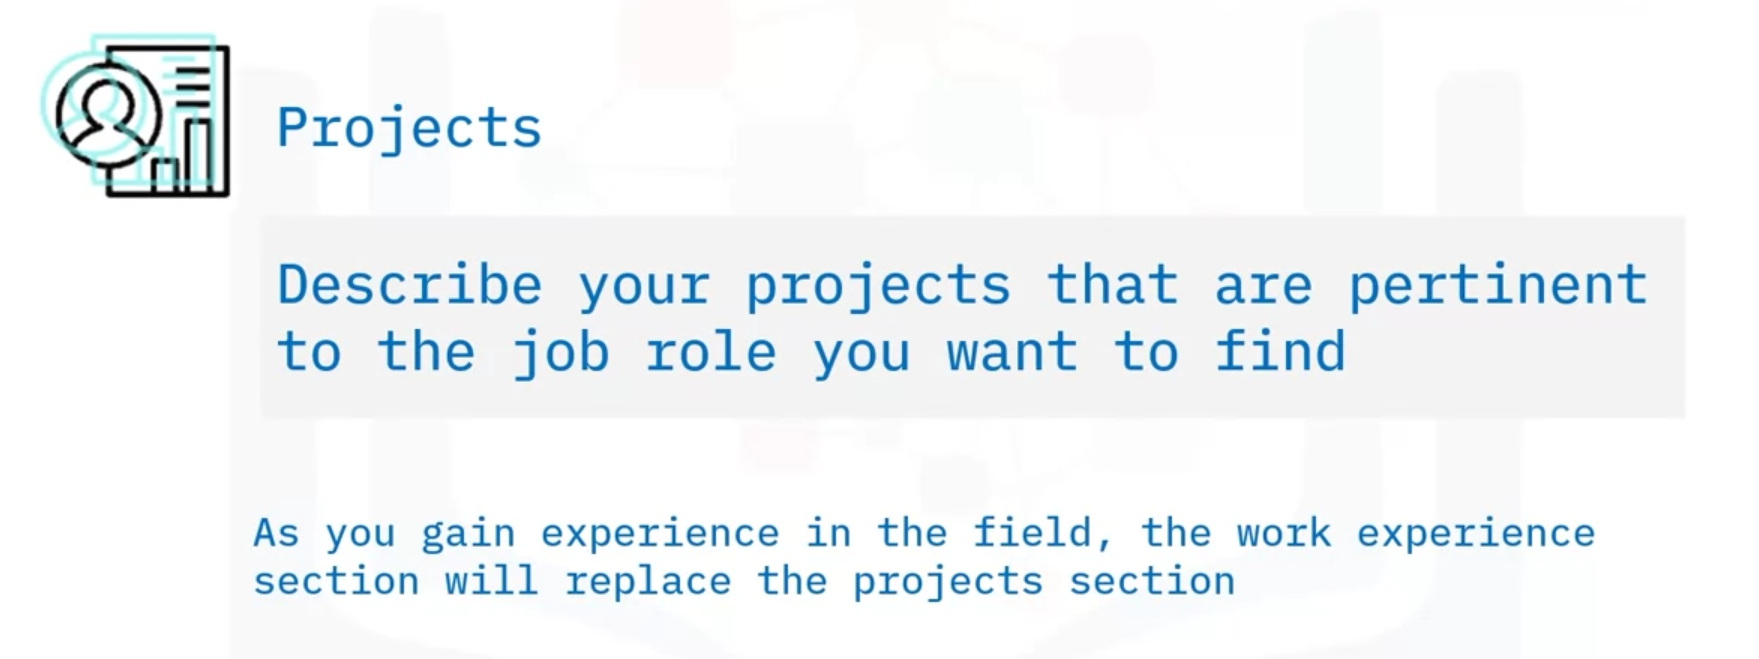 Projects
Describe your projects that are pertinent
to the job role you want to find
As you gain experience in the field, the work experience
section will replace the projects section